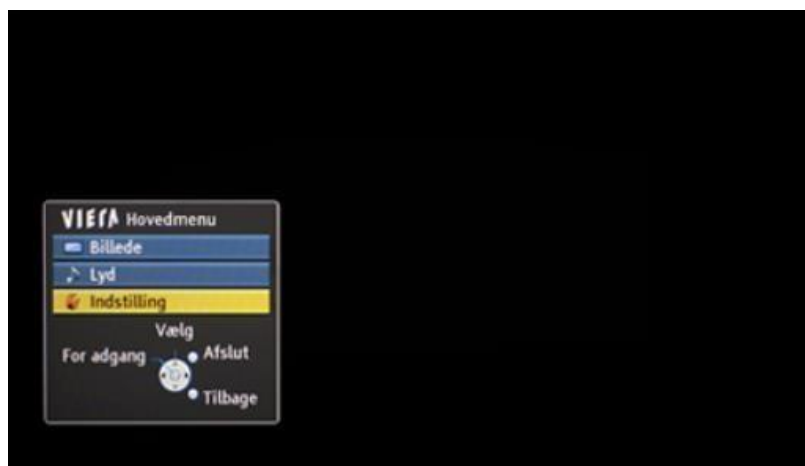 VIERA Hovedmenu
Billede
Lyd
Indstilling
Vælg
For adgang
Afslut
Tilbage